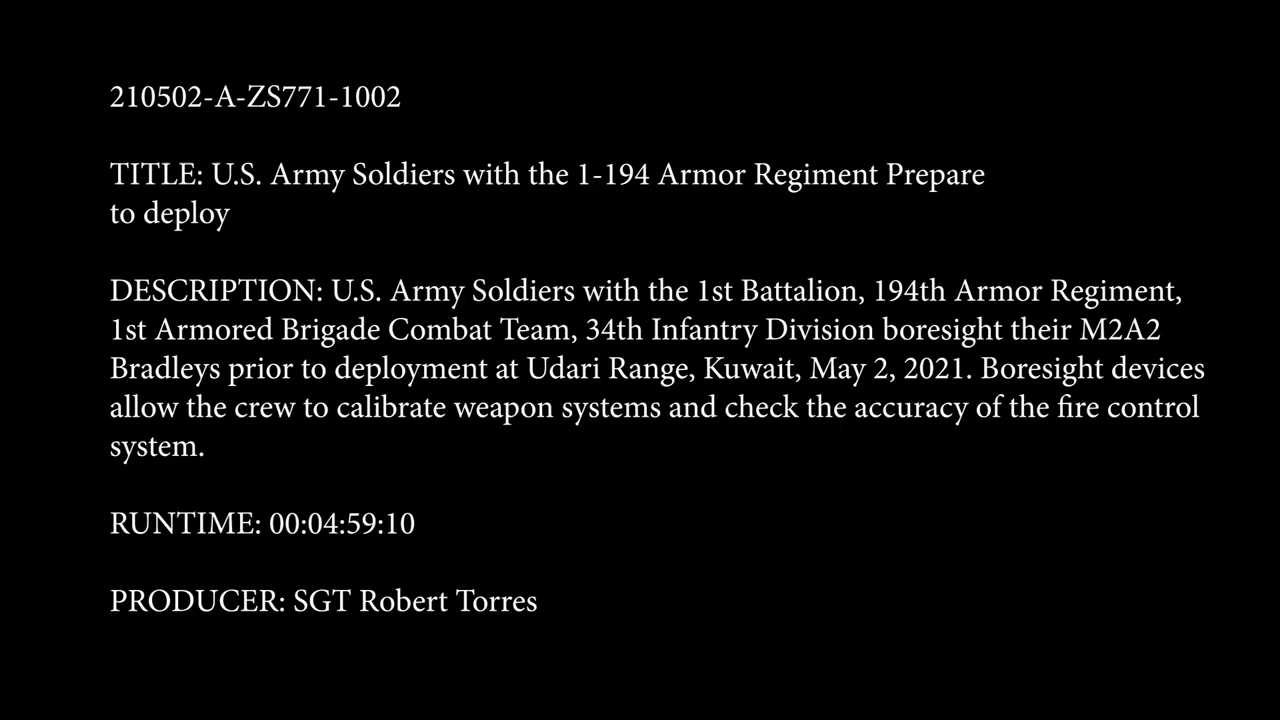 210502-A-ZS771-1002
TITLE: U.S. Army Soldiers with the 1-194 Armor Regiment Prepare
to deploy
DESCRIPTION: U.S. Army Soldiers with the 1st Battalion, 194th Armor Regiment,
1st Armored Brigade Combat Team, 34th Infantry Division boresight their M2A2
Bradleys prior to deployment at Udari Range, Kuwait, May 2, 2021. Boresight devices
allow the crew to calibrate weapon systems and check the accuracy of the fire control
system.
RUNTIME: 00:04:59:10
PRODUCER: SGT Robert Torres